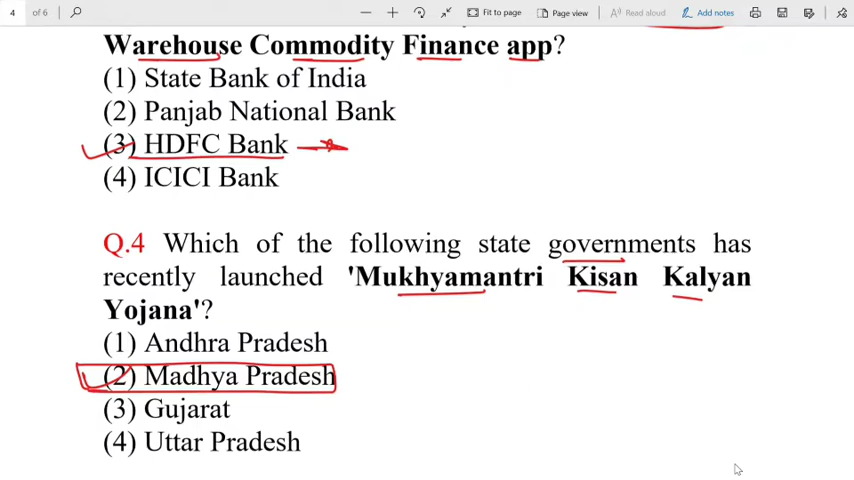 4 of 6 Fit to page Page view Read aloud Add notes
Warehouse Commodity Finance app?
(1) State Bank of India
(2) Panjab National Bank
(3) HDFC Bank
(4) ICICI Bank
Q.4 Which of the following state governments has
recently launched 'Mukhyamantri Kisan Kalyan
Yojana'?
(1) Andhra Pradesh
(2) Madhya Pradesh
(3) Gujarat
(4) Uttar Pradesh